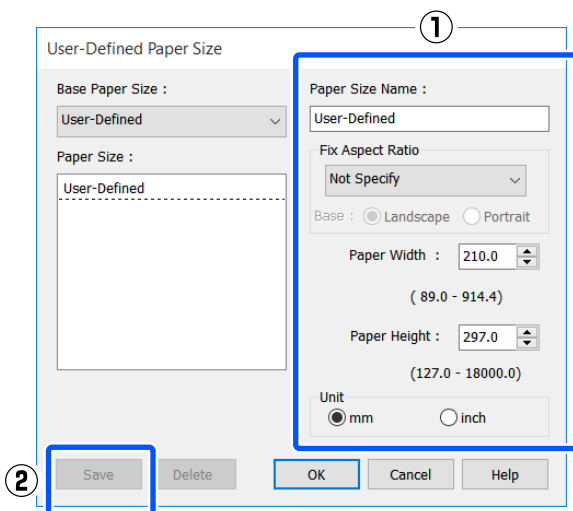 ①
User-Defined Paper Size
Base Paper Size :
User-Defined
Paper Size :
User-Defined
Paper Size Name :
User-Defined
Fix Aspect Ratio
Not Specify
Base : Landscape Portrait
Paper Width : 210.0
( 89.0 - 914.4)
Paper Height : 297.0
(127.0 - 18000.0)
Unit
mm inch
②
Save Delete OK Cancel Help